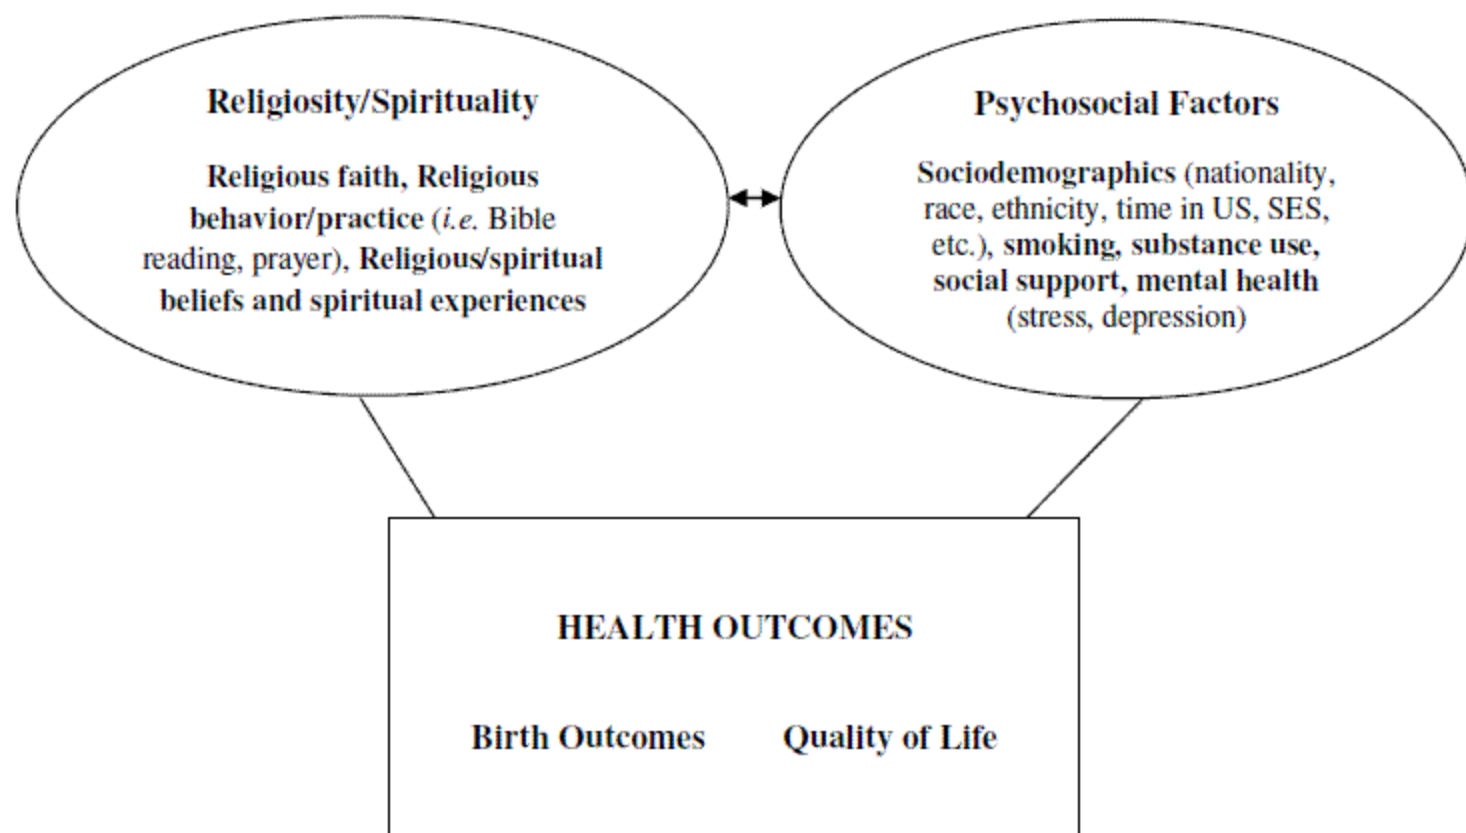 Religiosity/Spirituality
Religious faith, Religious
behavior/practice (i.e. Bible
reading, prayer), Religious/spiritual
beliefs and spiritual experiences
Psychosocial Factors
Sociodemographics (nationality,
race, ethnicity, time in US, SES,
etc.), smoking, substance use,
social support, mental health
(stress, depression)
HEALTH OUTCOMES
Birth Outcomes Quality of Life